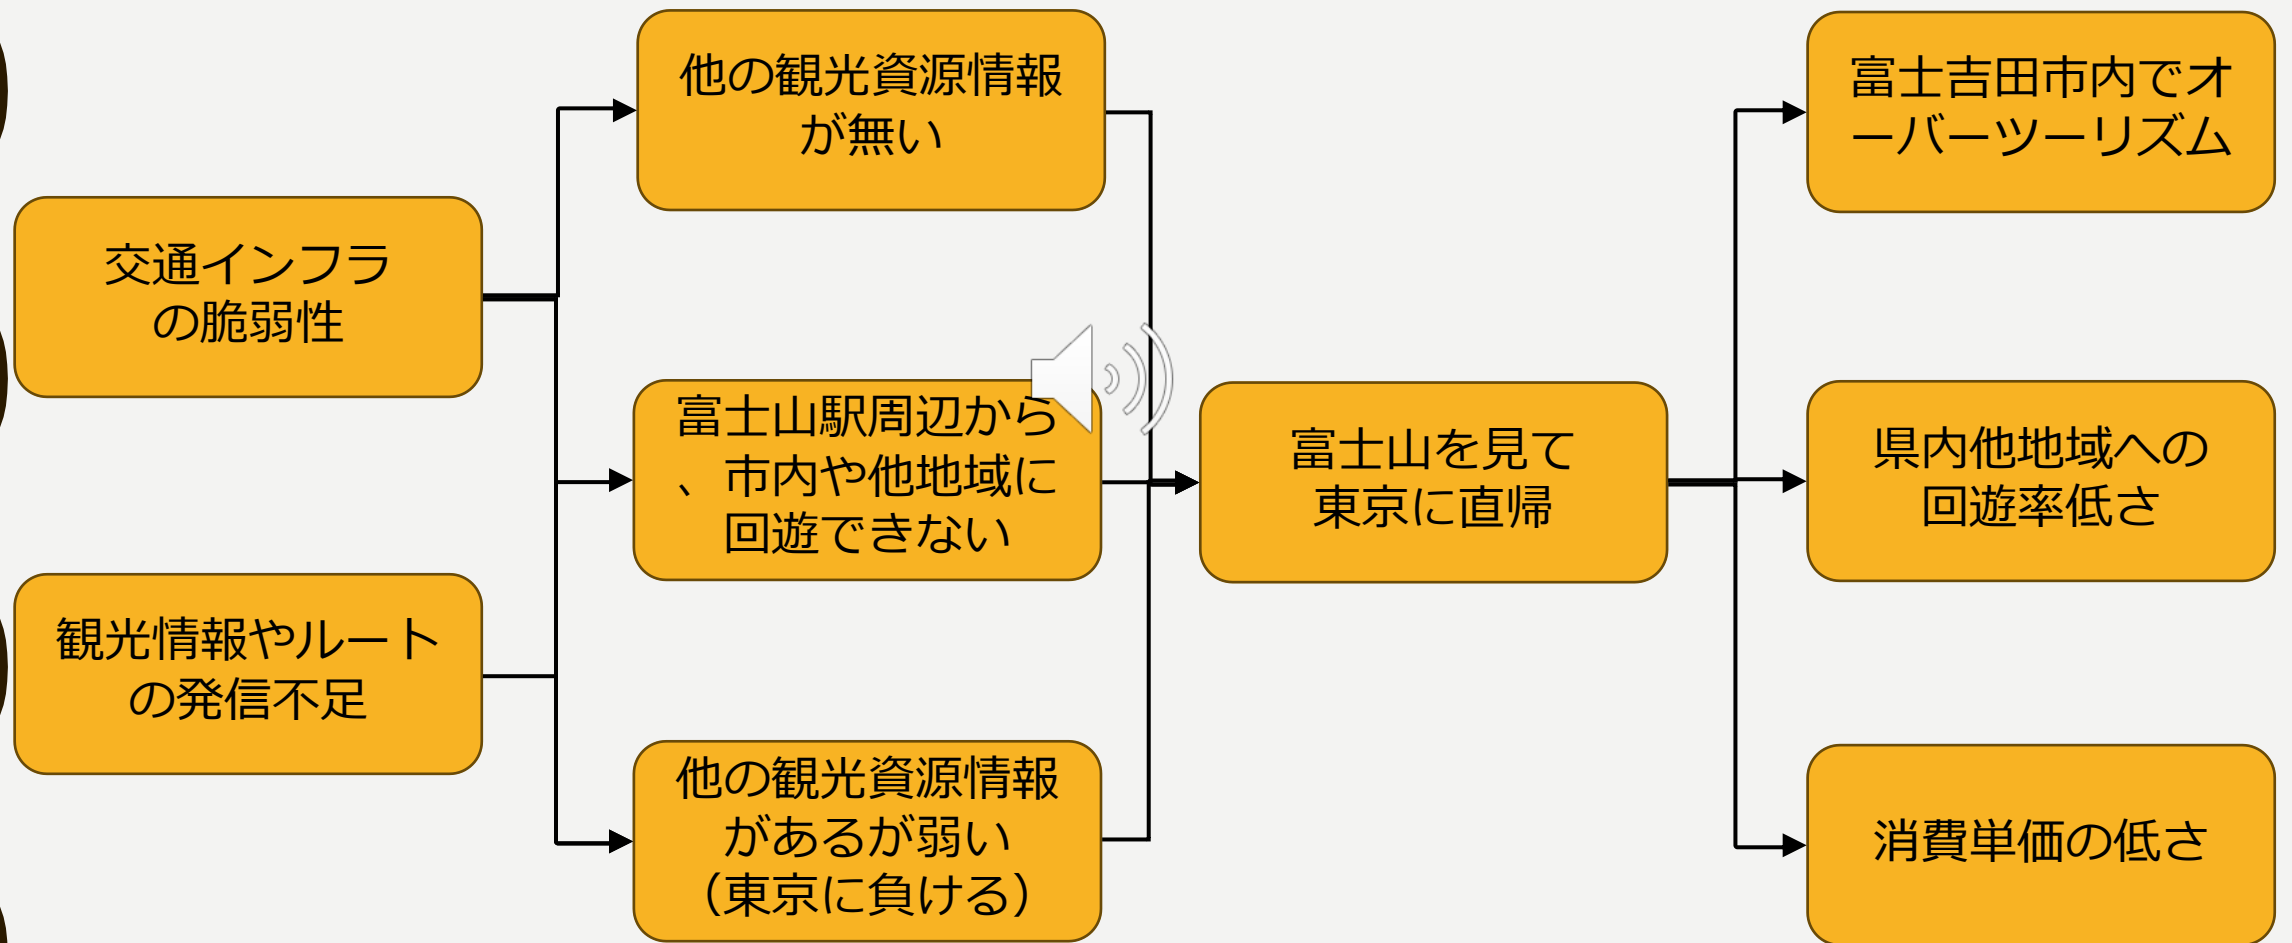 交通インフラ
の脆弱性
観光情報やルート
の発信不足
他の観光資源情報
が無い
富士山駅周辺から
、市内や他地域に
回遊できない
他の観光資源情報
があるが弱い
（東京に負ける）
富士山を見て
東京に直帰
富士吉田市内でオ
ーバーツーリズム
県内他地域への
回遊率低さ
消費単価の低さ